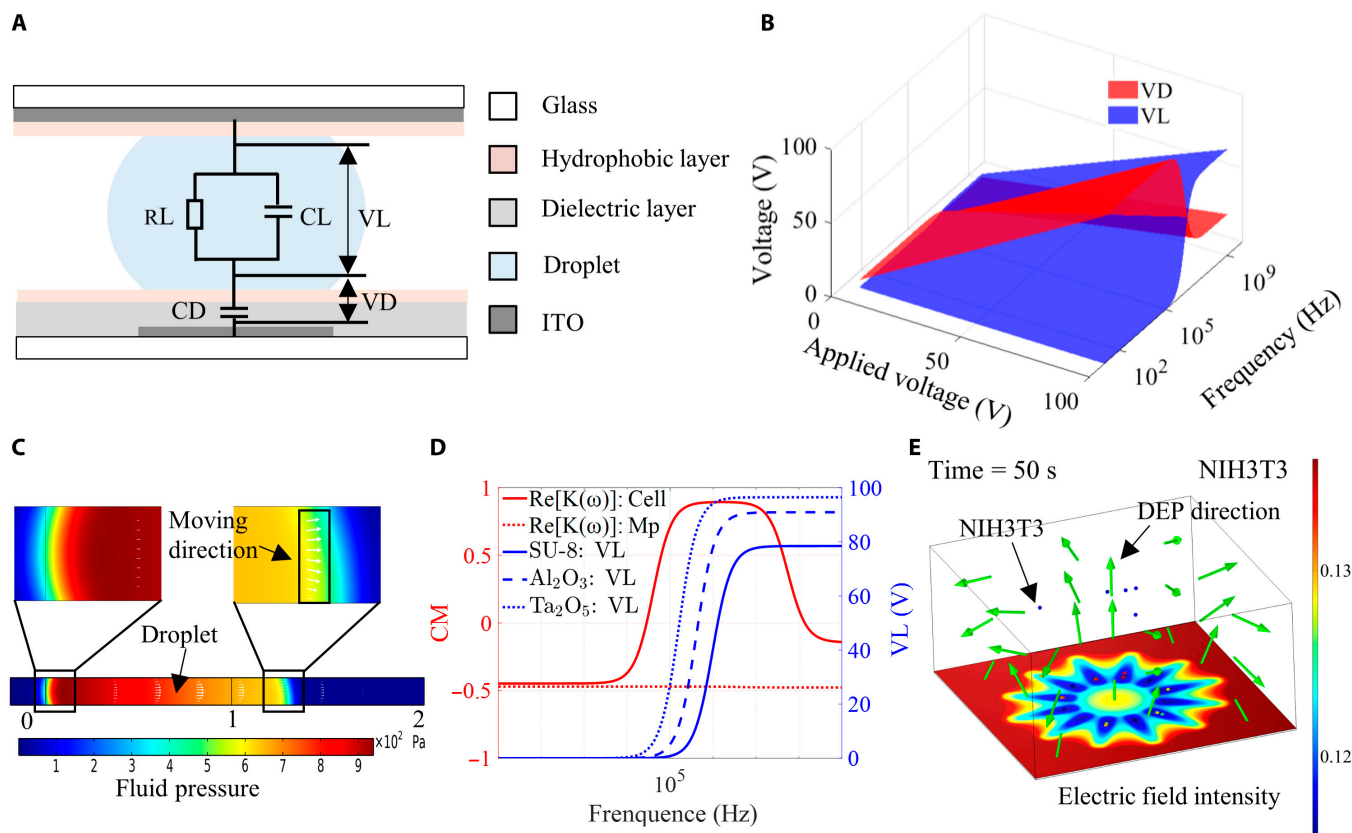 A
Glass
Hydrophobic layer
Dielectric layer
Droplet
ITO
RL
CL
VL
CD
VD
B
VD
VL
Voltage (V)
100
50
0
0
50
100
Applied voltage (V)
10^2
10^5
10^9
Frequency (Hz)
C
Moving
direction
Droplet
0
1
2
×10^2 Pa
1 2 3 4 5 6 7 8 9
Fluid pressure
D
Re[K(ω)]: Cell
Re[K(ω)]: Mp
SU-8: VL
Al₂O₃: VL
Ta₂O₅: VL
CM
1
0.5
0
−0.5
−1
VL (V)
100
80
60
40
20
0
10^5
Frenquence (Hz)
E
Time = 50 s
NIH3T3
NIH3T3
DEP direction
0.13
0.12
Electric field intensity